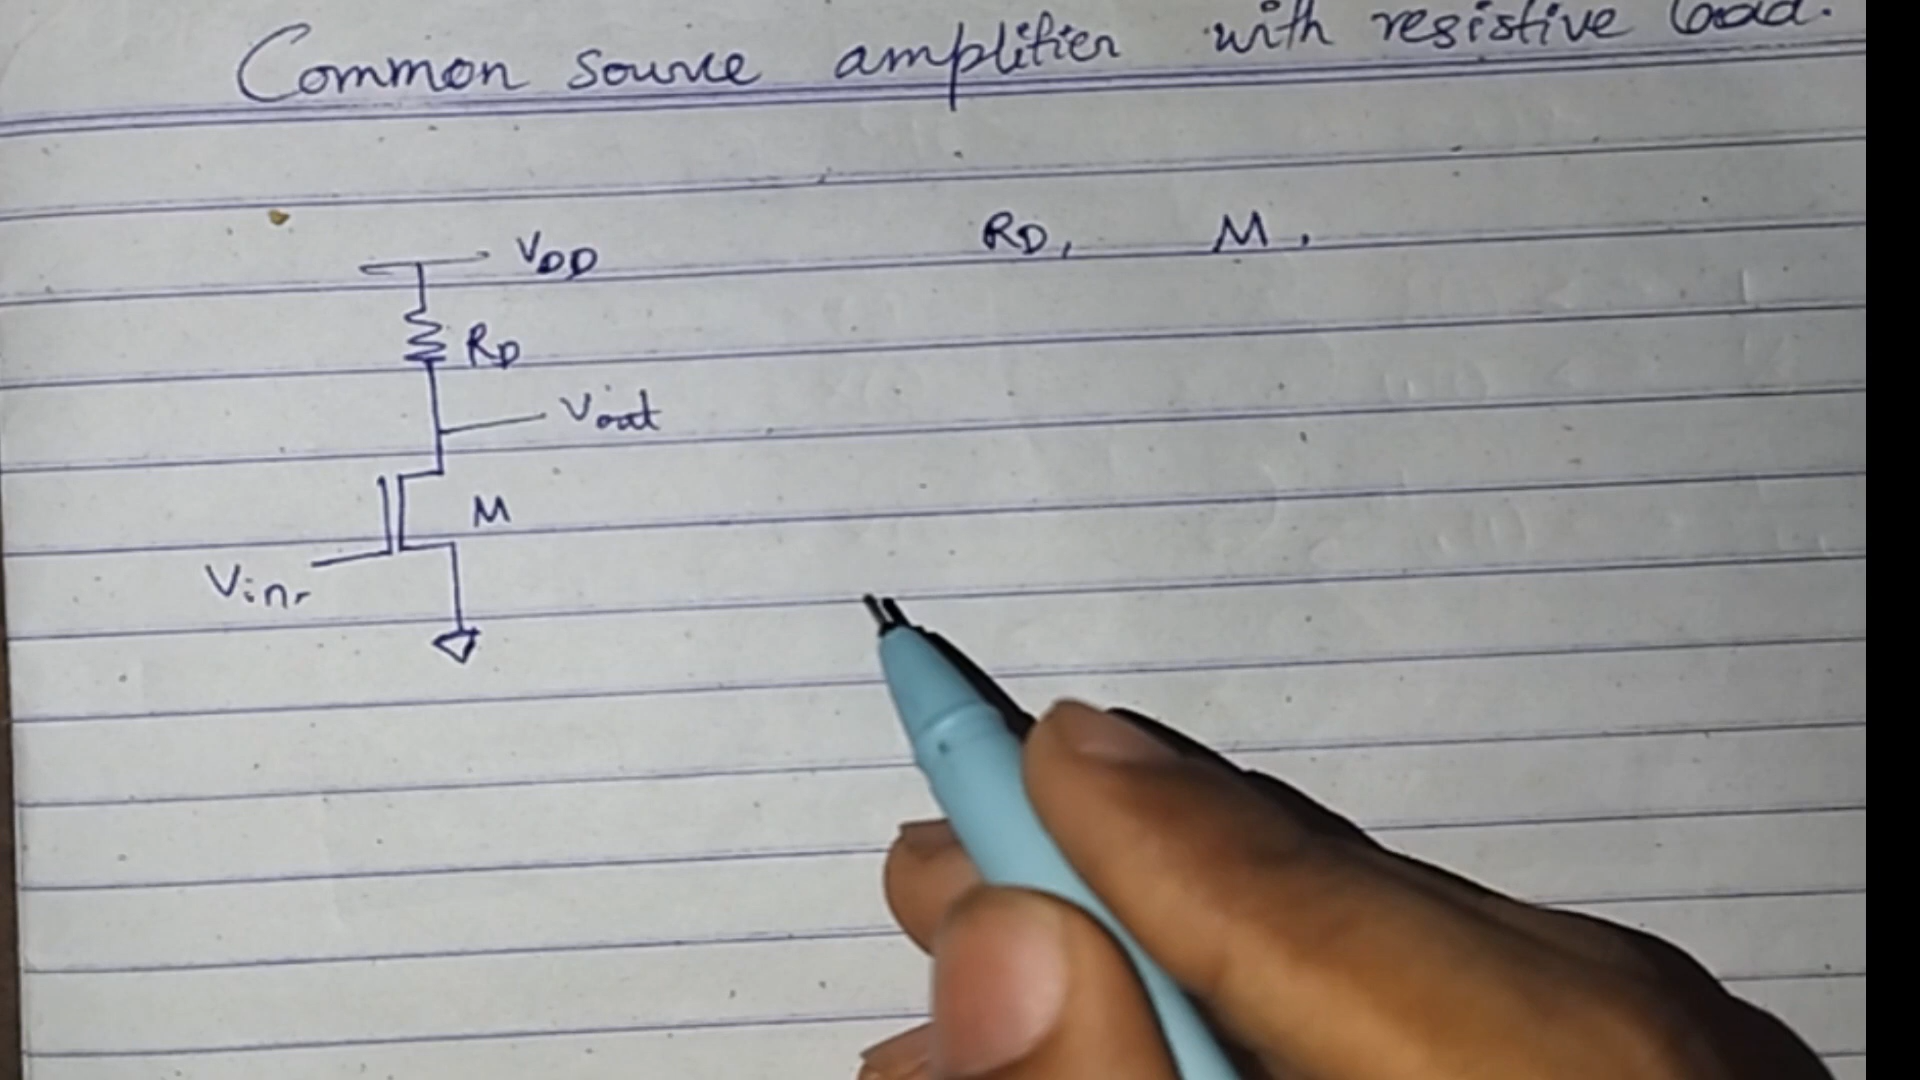 Common source amplifier with resistive load.
VDD
RD, M.
RD
Vout
M
Vin